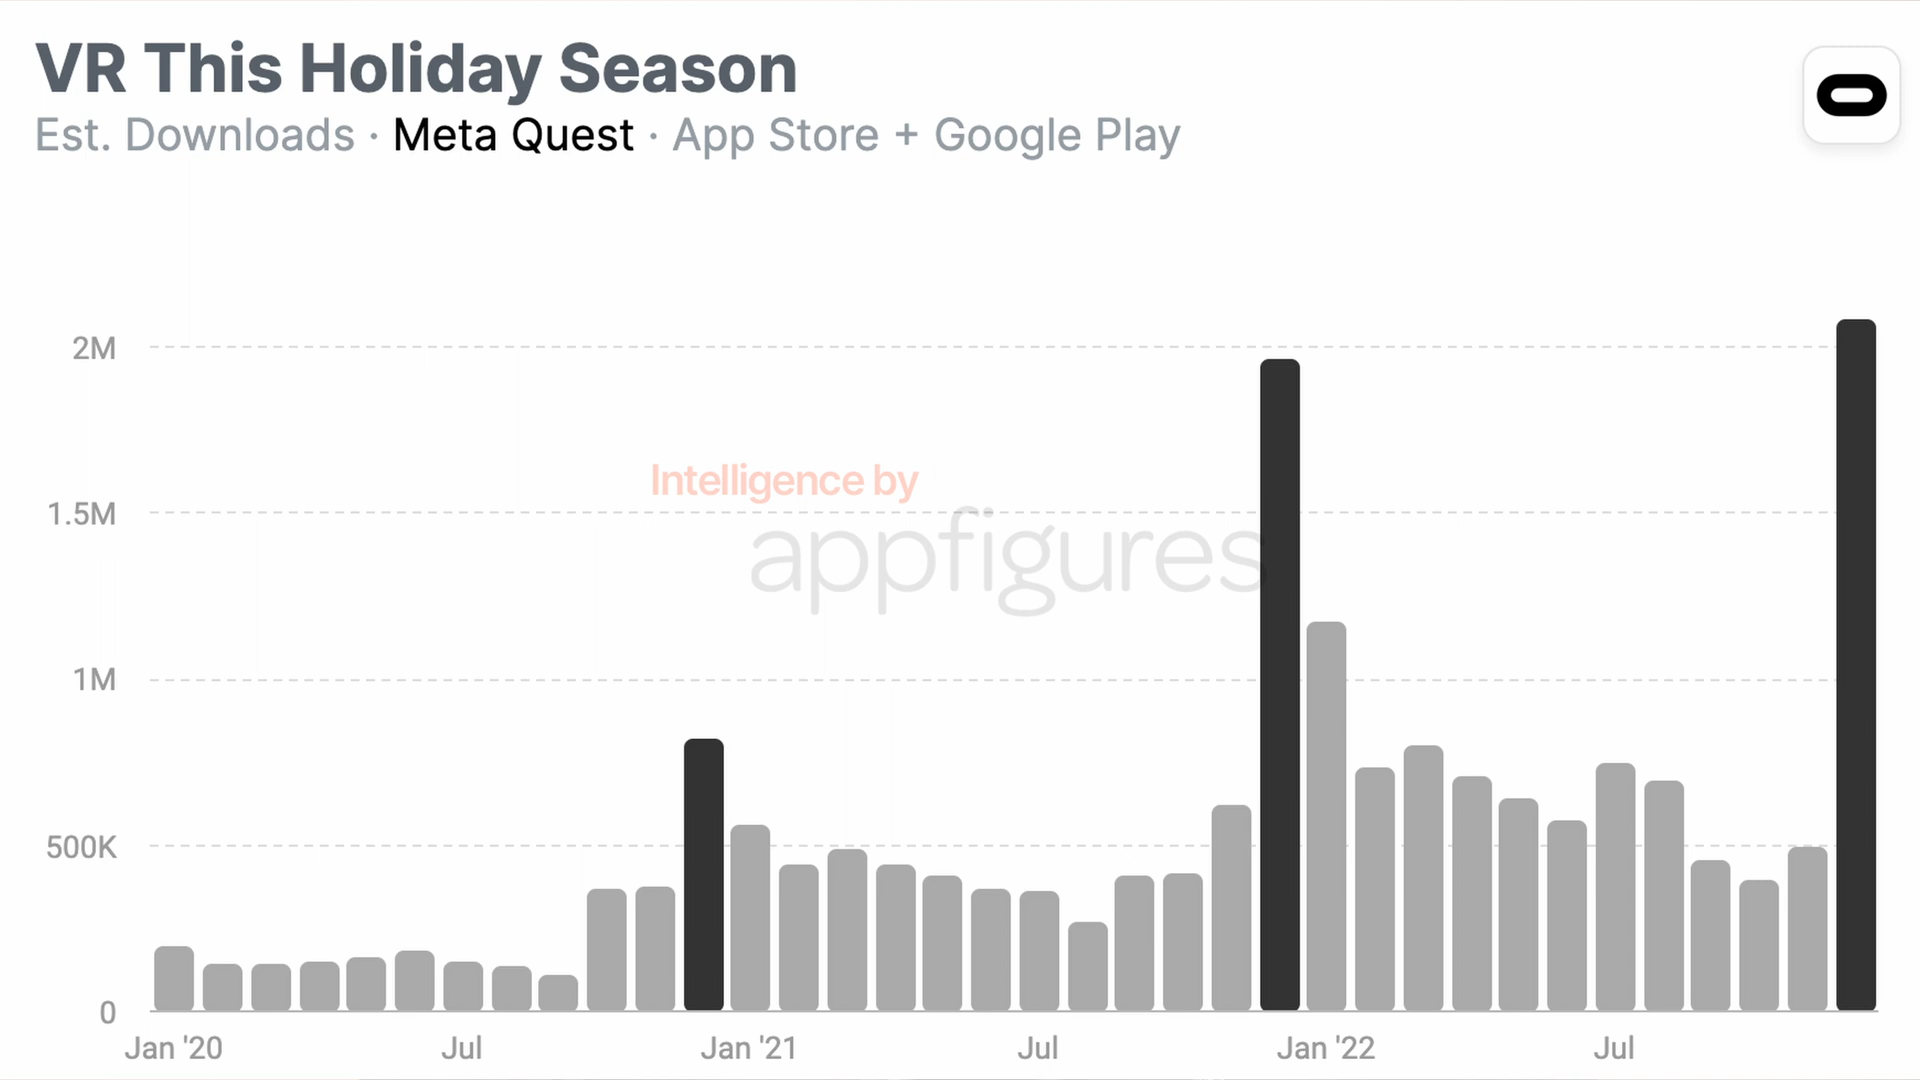 VR This Holiday Season
Est. Downloads · Meta Quest · App Store + Google Play
2M
1.5M
1M
500K
0
Intelligence by
appfigures
Jan '20
Jul
Jan '21
Jul
Jan '22
Jul